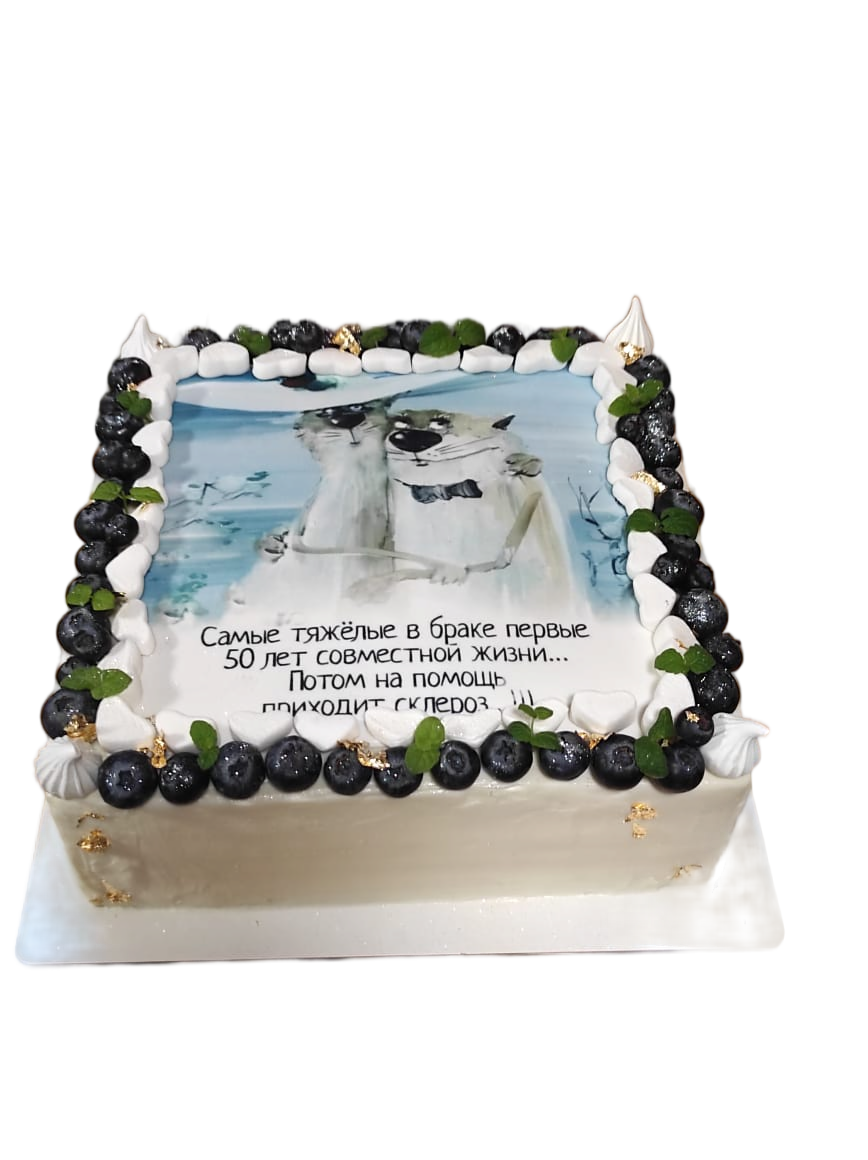 Самые тяжёлые в браке первые
50 лет совместной жизни...
Потом на помощь
приходит склероз...)))